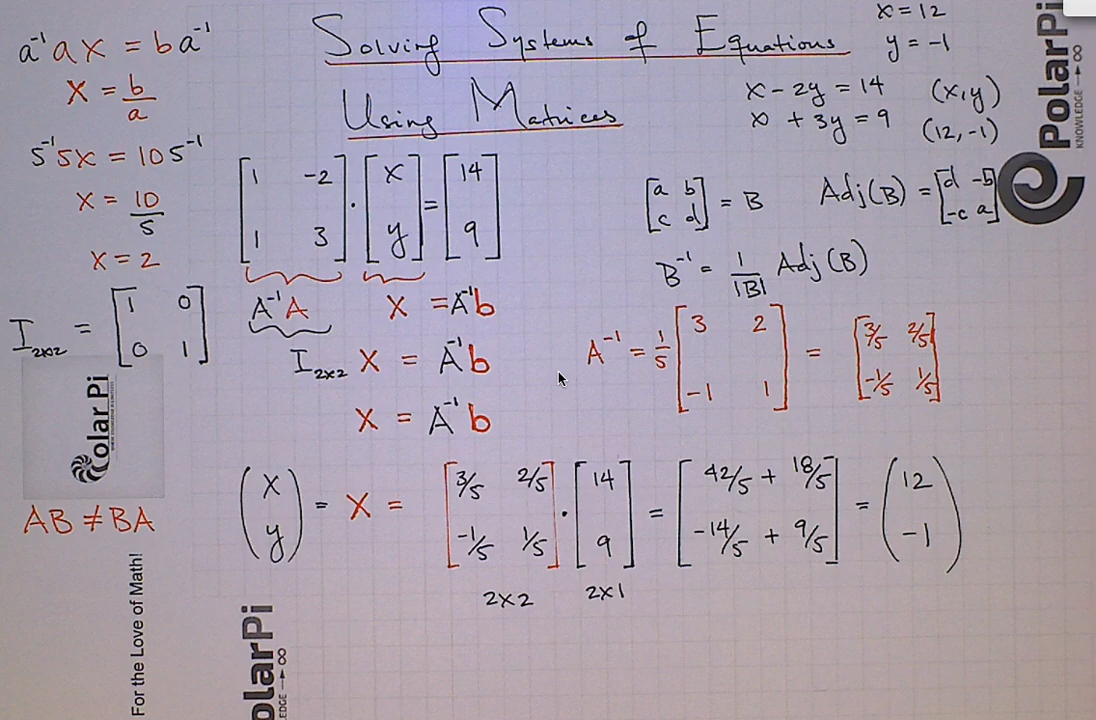 Solving Systems of Equations
Using Matrices
a⁻¹ax = ba⁻¹
x = b/a
5⁻¹5x = 10 5⁻¹
x = 10/5
x = 2
x = 12
y = -1
x - 2y = 14 (x,y)
x + 3y = 9 (12,-1)
[1 -2] · [x] = [14]
[1 3] [y] [9]
[a b] = B Adj(B) = [d -b]
[c d] [-c a]
B⁻¹ = 1/|B| Adj(B)
I₂ₓ₂ = [1 0]
[0 1]
A⁻¹A X = A⁻¹b
I₂ₓ₂ X = A⁻¹b
X = A⁻¹b
A⁻¹ = 1/5 [3 2] = [3/5 2/5]
[-1 1] [-1/5 1/5]
AB ≠ BA
(x) = X = [3/5 2/5] · [14] = [42/5 + 18/5] = (12)
(y) [-1/5 1/5] [9] [-14/5 + 9/5] (-1)
2x2 2x1
PolarPi
KNOWLEDGE → ∞
olar Pi
For the Love of Math!
olarPi
EDGE → ∞